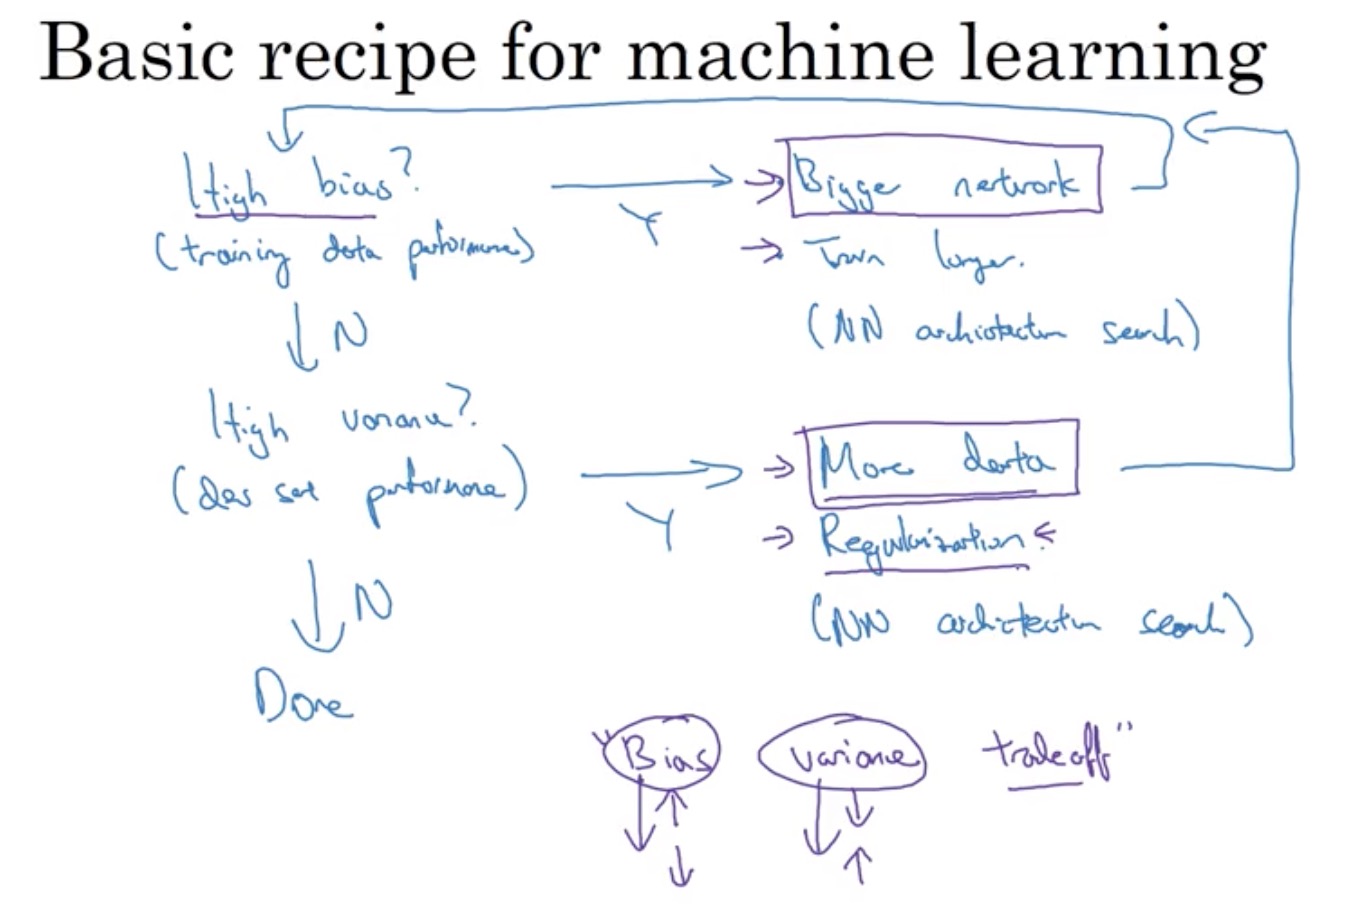 Basic recipe for machine learning
High bias?
(training data performance)
Y
Bigger network
Train longer.
(NN architecture search)
N
High variance?
(dev set performance)
Y
More data
Regularization.
(NN architecture search)
N
Done
"Bias variance tradeoff"